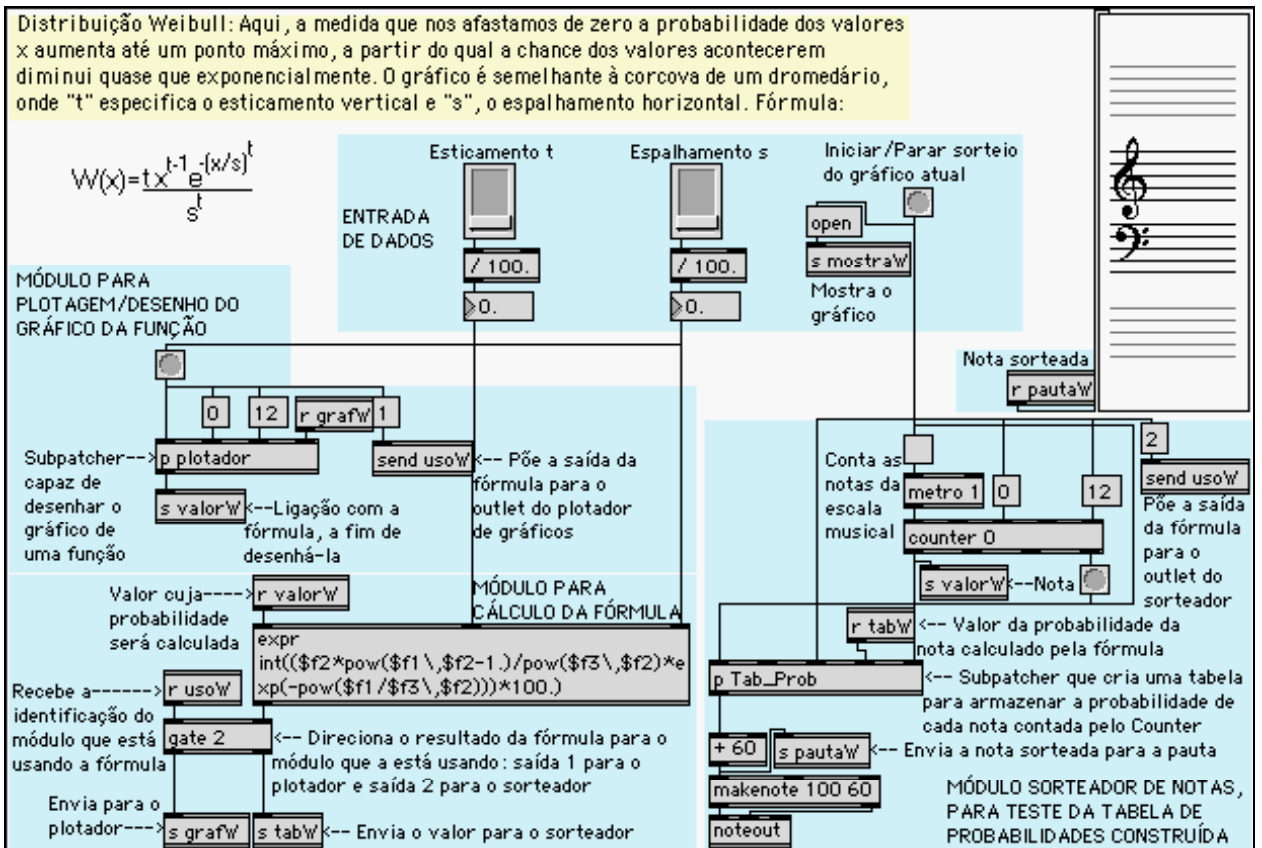 Distribuição Weibull: Aqui, a medida que nos afastamos de zero a probabilidade dos valores
x aumenta até um ponto máximo, a partir do qual a chance dos valores acontecerem
diminui quase que exponencialmente. O gráfico é semelhante à corcova de um dromedário,
onde "t" especifica o esticamento vertical e "s", o espalhamento horizontal. Fórmula:
W(x)=tx^t-1 e^-(x/s)^t
s^t
ENTRADA
DE DADOS
Esticamento t
/ 100.
0.
Espalhamento s
/ 100.
0.
Iniciar/Parar sorteio
do gráfico atual
open
s mostraW
Mostra o
gráfico
MÓDULO PARA
PLOTAGEM/DESENHO DO
GRÁFICO DA FUNÇÃO
0
12
r grafW
1
p plotador
send usoW
Subpatcher-->
capaz de
desenhar o
gráfico de
uma função
s valorW
<--Ligação com a
fórmula, a fim de
desenhá-la
<-- Põe a saída da
fórmula para o
outlet do plotador
de gráficos
MÓDULO PARA
CÁLCULO DA FÓRMULA
Valor cuja---->
probabilidade
será calculada
r valorW
expr
int(($f2*pow($f1\,$f2-1.)/pow($f3\,$f2)*e
xp(-pow($f1/$f3\,$f2)))*100.)
Recebe a------>
identificação do
módulo que está
usando a fórmula
r usoW
gate 2
<-- Direciona o resultado da fórmula para o
módulo que a está usando: saída 1 para o
plotador e saída 2 para o sorteador
Envia para o
plotador--->
s grafW
s tabW
<-- Envia o valor para o sorteador
Nota sorteada
r pautaW
Conta as
notas da
escala
musical
metro 1
0
12
counter 0
2
send usoW
Põe a saída
da fórmula
para o
outlet do
sorteador
s valorW
<--Nota
r tabW
<-- Valor da probabilidade da
nota calculado pela fórmula
p Tab_Prob
<-- Subpatcher que cria uma tabela
para armazenar a probabilidade de
cada nota contada pelo Counter
+ 60
s pautaW
<-- Envia a nota sorteada para a pauta
makenote 100 60
noteout
MÓDULO SORTEADOR DE NOTAS,
PARA TESTE DA TABELA DE
PROBABILIDADES CONSTRUÍDA